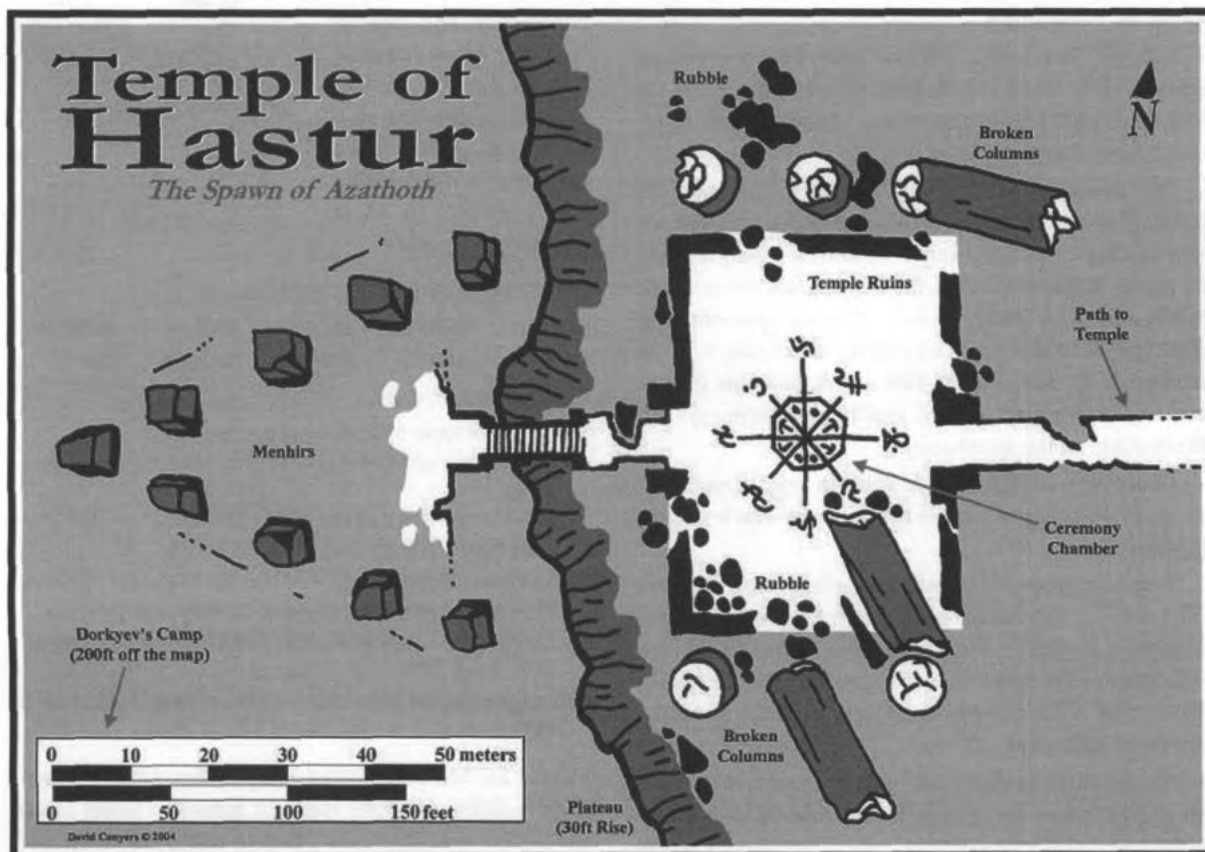 Temple of
Hastur
The Spawn of Azathoth
Rubble
N
Broken
Columns
Temple Ruins
Path to
Temple
Menhirs
Ceremony
Chamber
Rubble
Dorkyev's Camp
(200ft off the map)
Broken
Columns
0 10 20 30 40 50 meters
0 50 100 150 feet
Plateau
(30ft Rise)
David Conyers © 2004